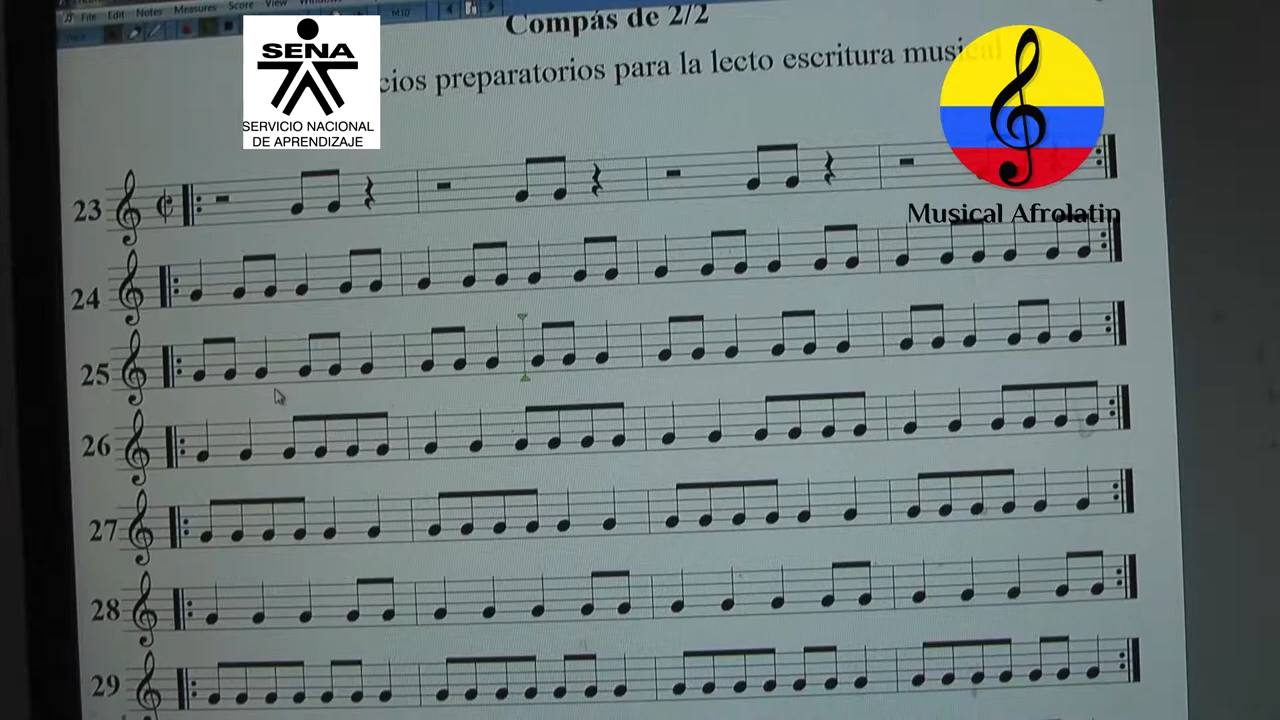 File Edit Notes Measures Score View
Compás de 2/2
cios preparatorios para la lecto escritura musical
SENA
SERVICIO NACIONAL
DE APRENDIZAJE
Musical Afrolatin
23
24
25
26
27
28
29